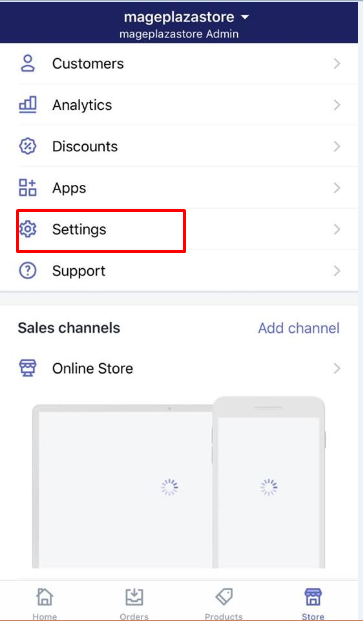 mageplazastore
mageplazastore Admin
Customers
Analytics
Discounts
Apps
Settings
Support
Sales channels Add channel
Online Store
Home Orders Products Store